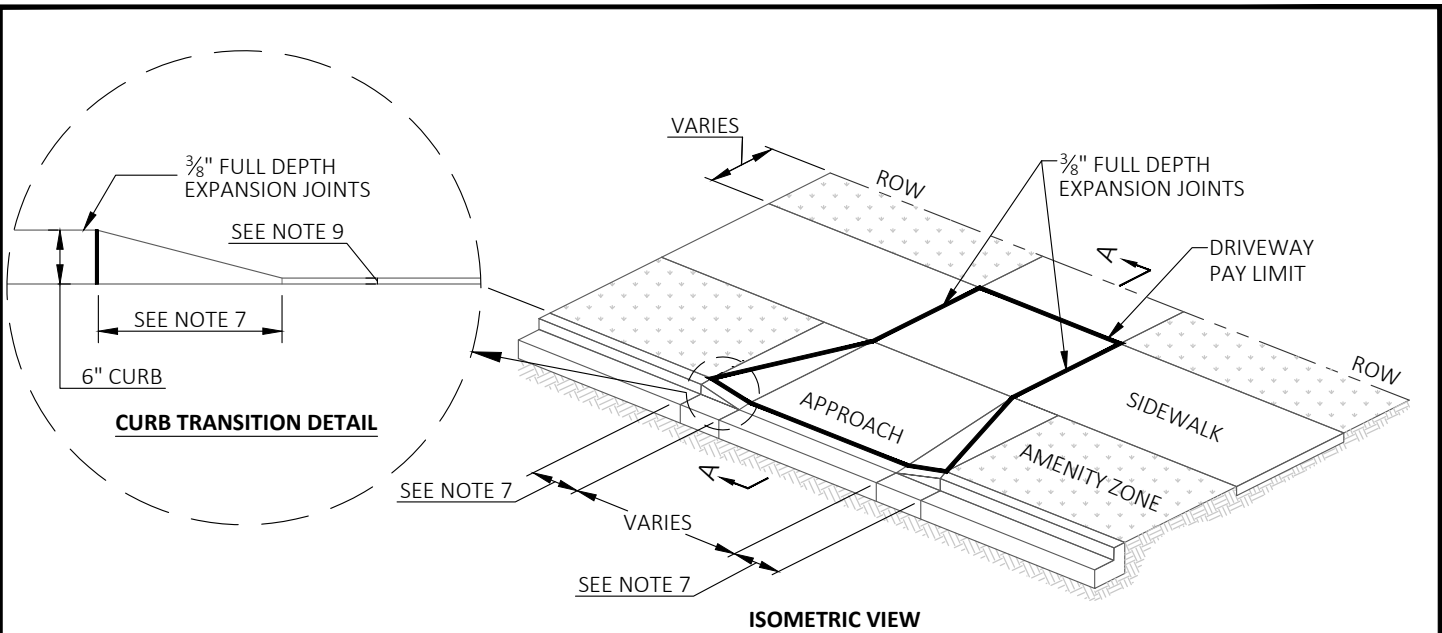 ⅜" FULL DEPTH
EXPANSION JOINTS
SEE NOTE 9
SEE NOTE 7
6" CURB
CURB TRANSITION DETAIL
VARIES
ROW
⅜" FULL DEPTH
EXPANSION JOINTS
A
DRIVEWAY
PAY LIMIT
ROW
SIDEWALK
APPROACH
AMENITY ZONE
A
SEE NOTE 7
VARIES
SEE NOTE 7
ISOMETRIC VIEW